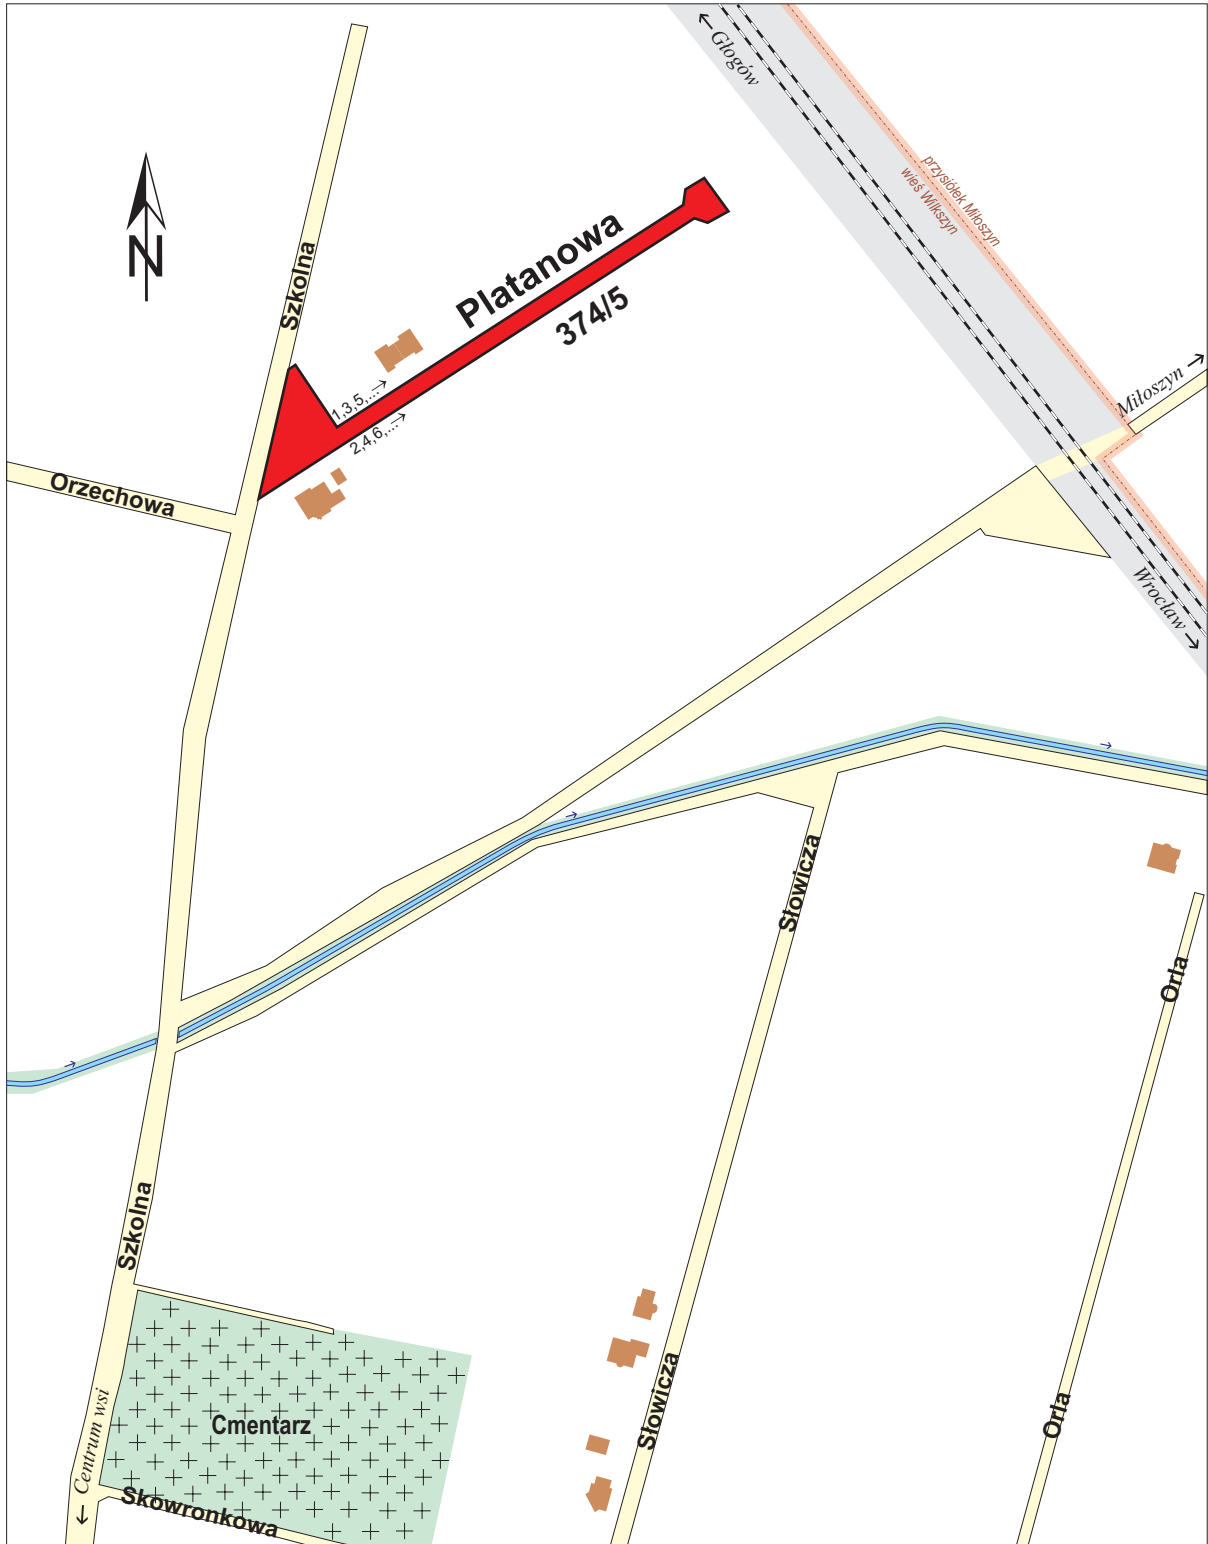 Głogów
przysiółek Miłoszyn
wieś Wilkszyn
N
Szkolna
Platanowa
374/5
1,3,5,...
2,4,6,...
Miłoszyn
Orzechowa
Wrocław
Słowicza
Orla
Szkolna
Centrum wsi
Cmentarz
Słowicza
Orla
Skowronkowa